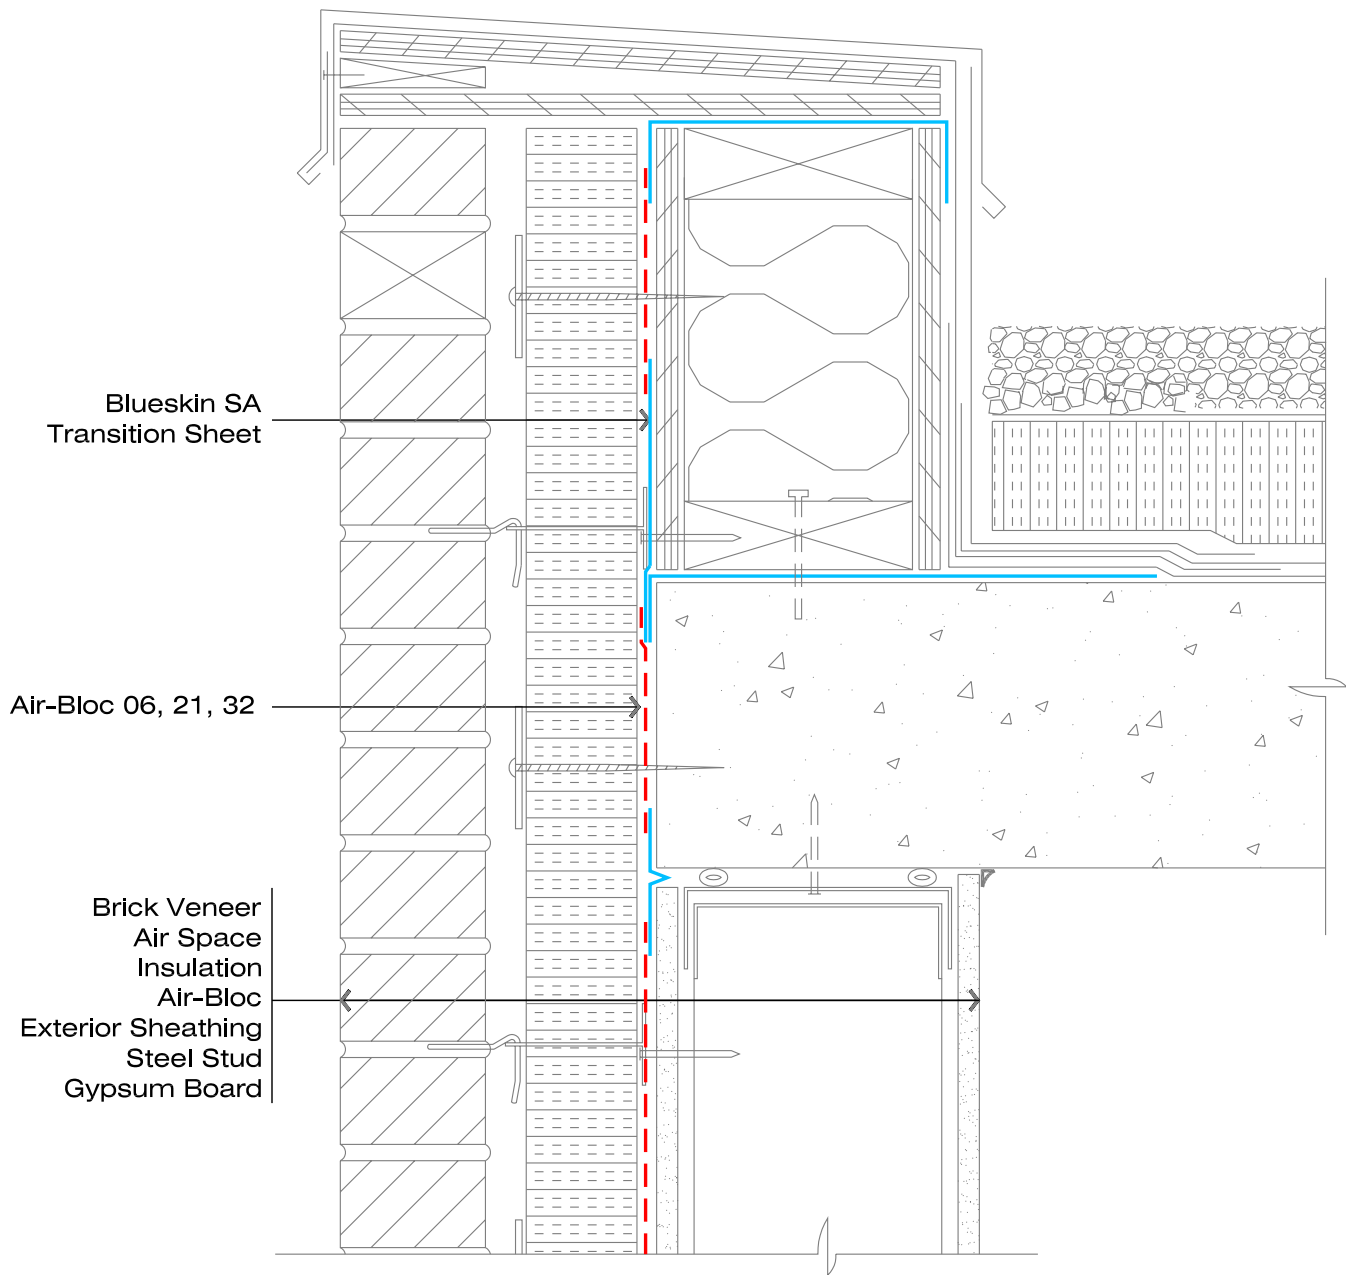 Blueskin SA
Transition Sheet
Air-Bloc 06, 21, 32
Brick Veneer
Air Space
Insulation
Air-Bloc
Exterior Sheathing
Steel Stud
Gypsum Board